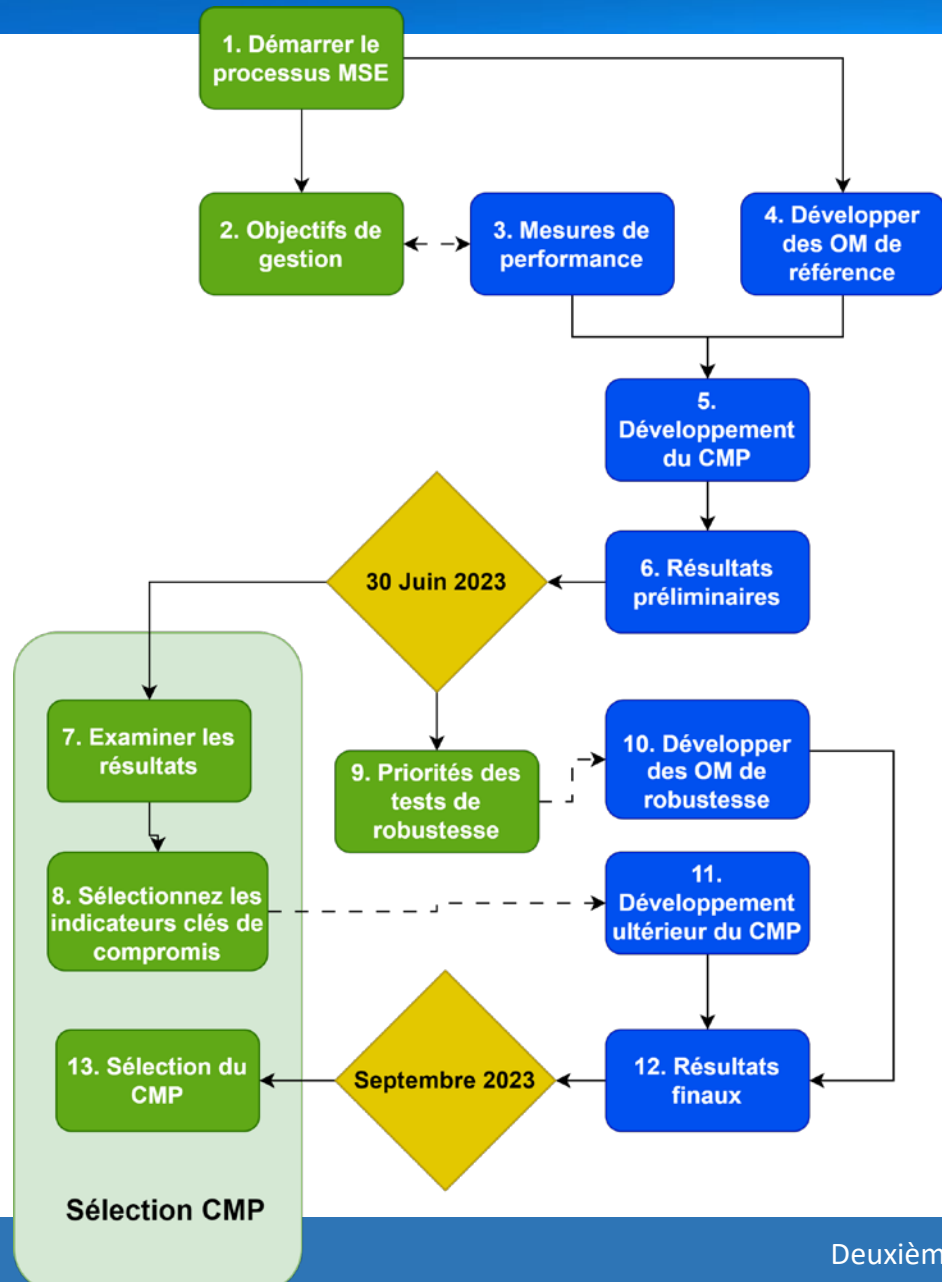 1. Démarrer le
processus MSE
2. Objectifs de
gestion
3. Mesures de
performance
4. Développer
des OM de
référence
5.
Développement
du CMP
6. Résultats
préliminaires
30 Juin 2023
7. Examiner les
résultats
8. Sélectionnez les
indicateurs clés de
compromis
9. Priorités des
tests de
robustesse
10. Développer
des OM de
robustesse
11.
Développement
ultérieur du CMP
12. Résultats
finaux
Septembre 2023
13. Sélection du
CMP
Sélection CMP
Deuxièm